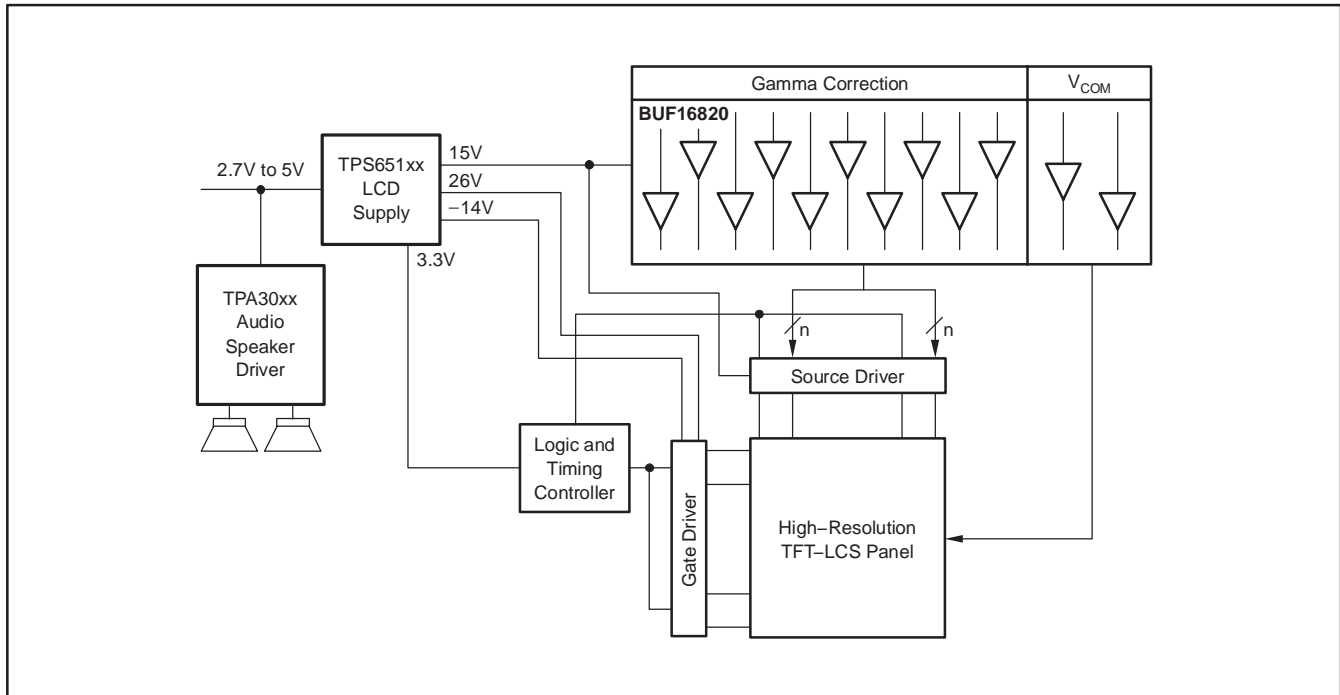 Gamma Correction
V_COM
BUF16820
2.7V to 5V
TPS651xx
LCD
Supply
15V
26V
−14V
3.3V
TPA30xx
Audio
Speaker
Driver
n
n
Source Driver
Logic and
Timing
Controller
Gate Driver
High−Resolution
TFT−LCS Panel